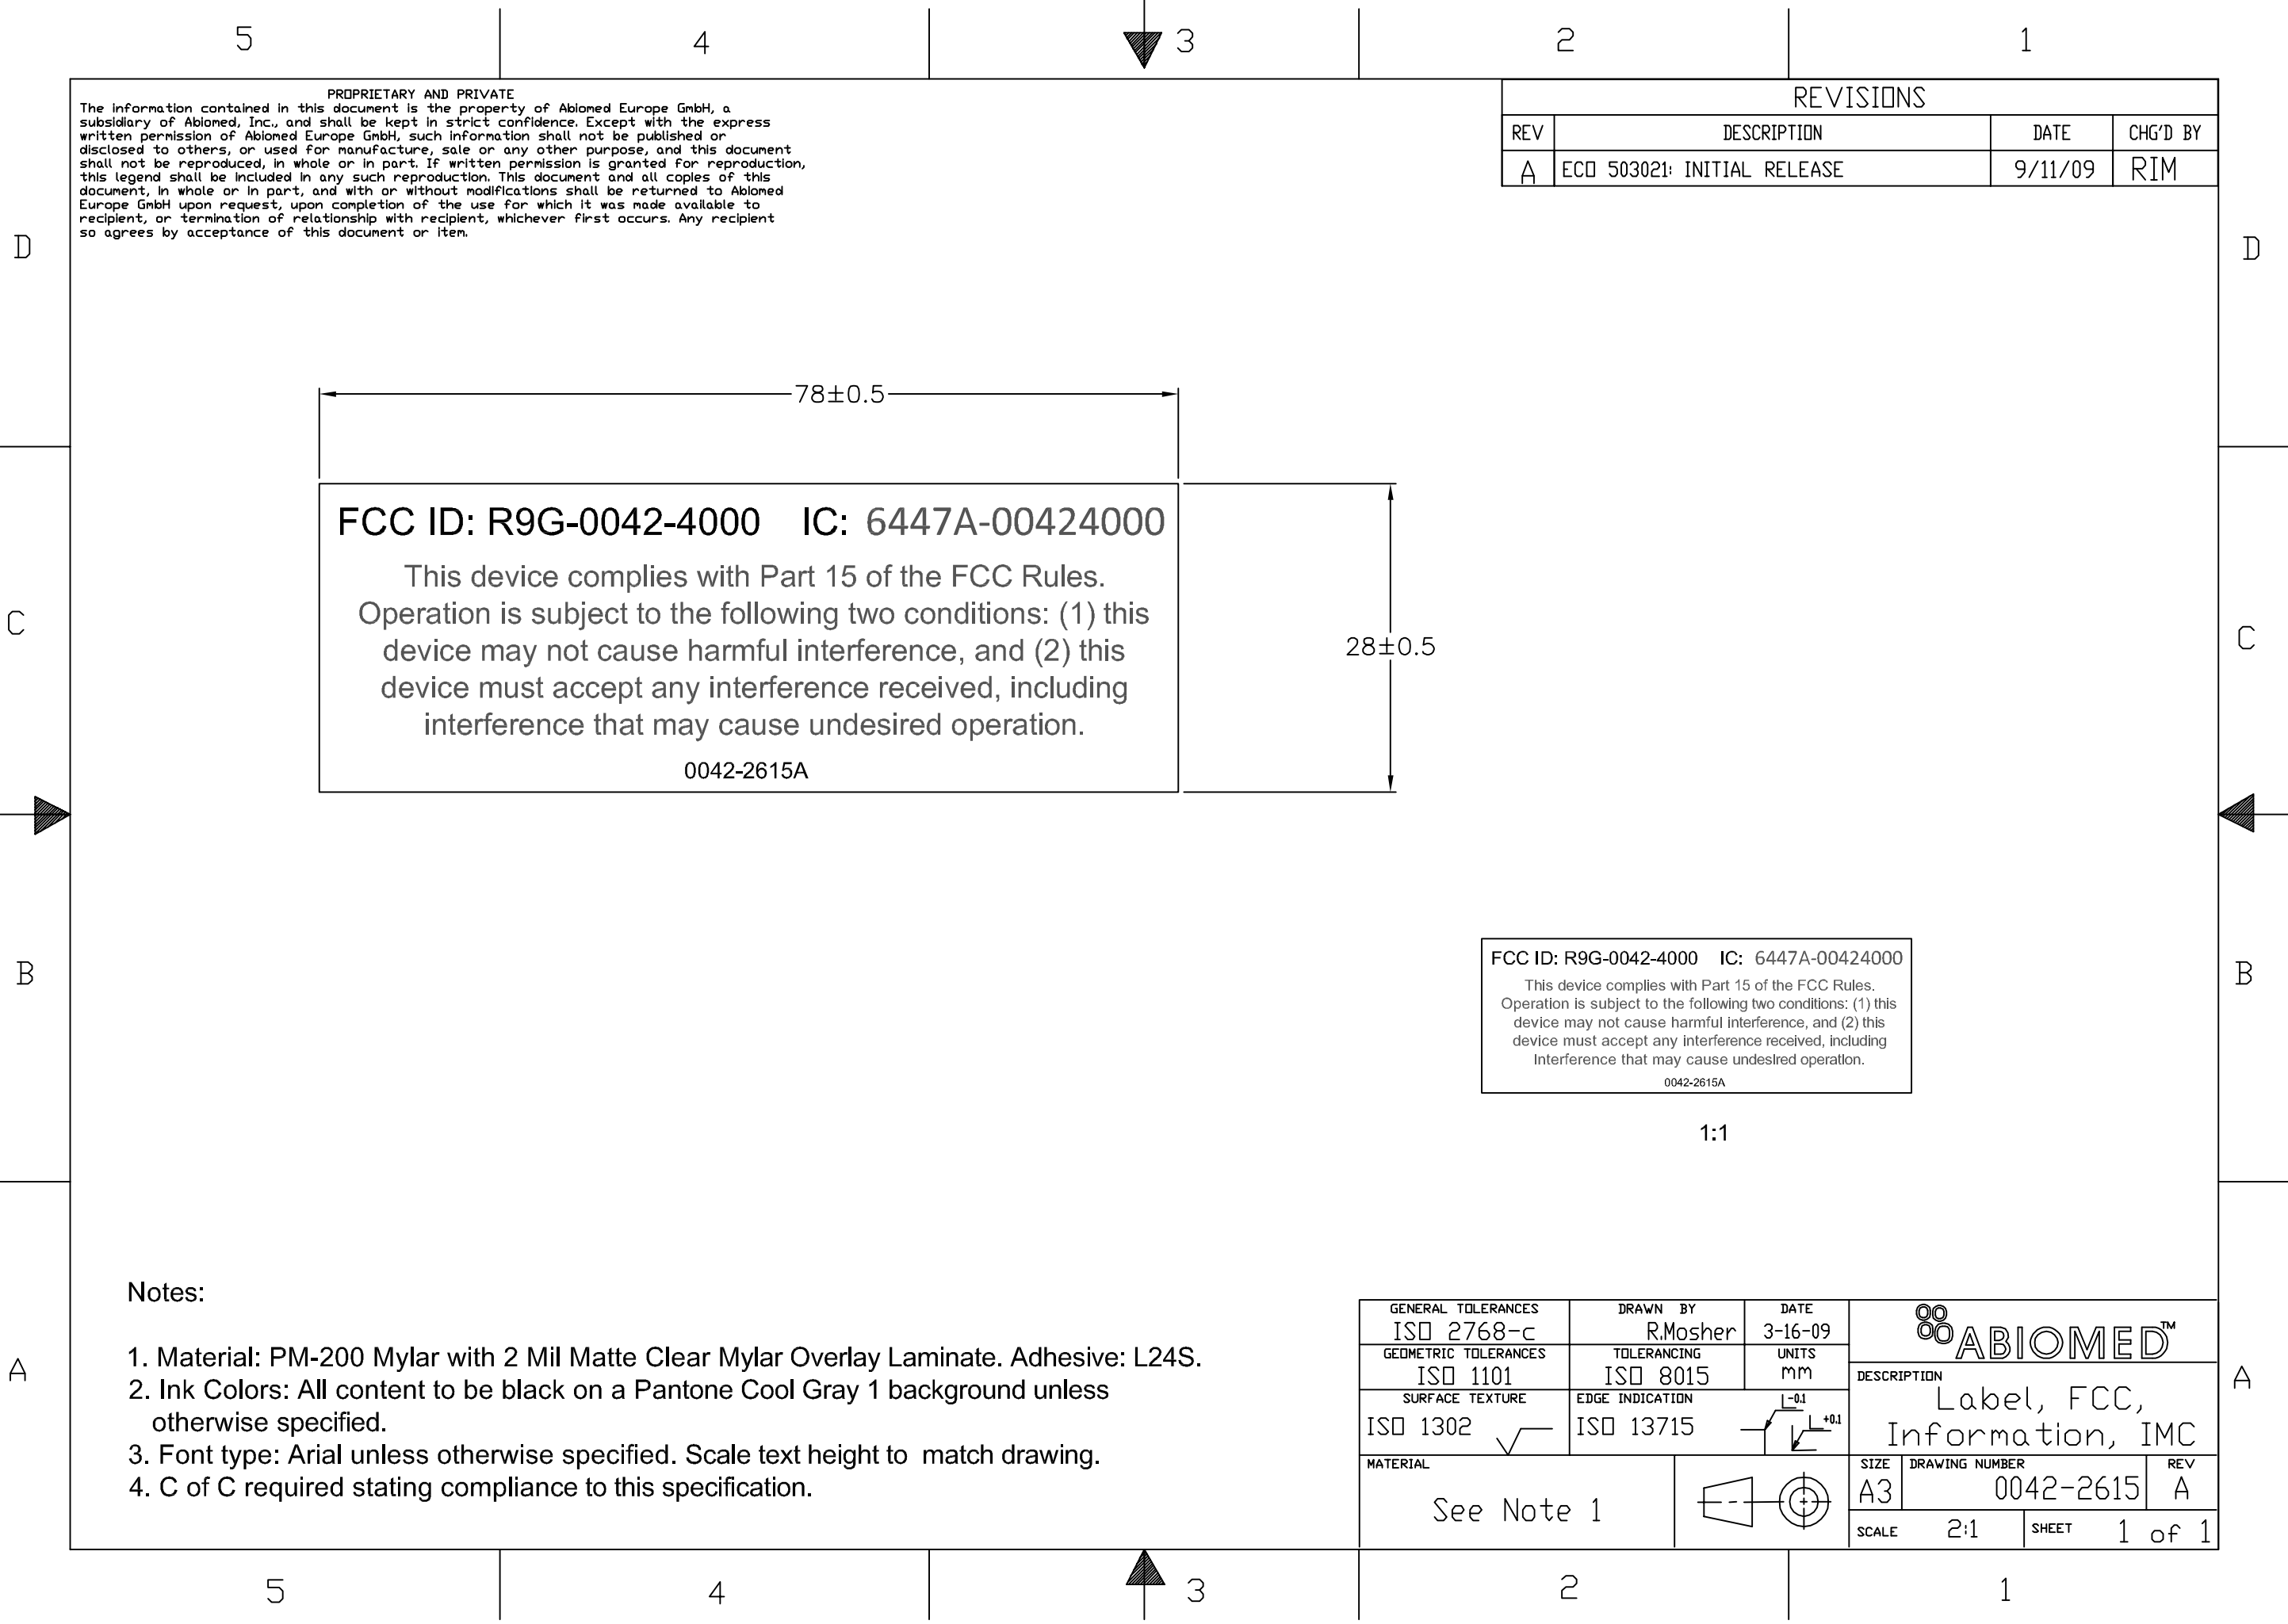 5 4 3 2 1
PROPRIETARY AND PRIVATE
The information contained in this document is the property of Abiomed Europe GmbH, a
subsidiary of Abiomed, Inc., and shall be kept in strict confidence. Except with the express
written permission of Abiomed Europe GmbH, such information shall not be published or
disclosed to others, or used for manufacture, sale or any other purpose, and this document
shall not be reproduced, in whole or in part. If written permission is granted for reproduction,
this legend shall be included in any such reproduction. This document and all copies of this
document, in whole or in part, and with or without modifications shall be returned to Abiomed
Europe GmbH upon request, upon completion of the use for which it was made available to
recipient, or termination of relationship with recipient, whichever first occurs. Any recipient
so agrees by acceptance of this document or item.
REVISIONS
REV DESCRIPTION DATE CHG'D BY
A ECO 503021: INITIAL RELEASE 9/11/09 RIM
D D
78±0.5
FCC ID: R9G-0042-4000 IC: 6447A-00424000
This device complies with Part 15 of the FCC Rules.
Operation is subject to the following two conditions: (1) this
device may not cause harmful interference, and (2) this
device must accept any interference received, including
interference that may cause undesired operation.
0042-2615A
28±0.5
C C
B B
FCC ID: R9G-0042-4000 IC: 6447A-00424000
This device complies with Part 15 of the FCC Rules.
Operation is subject to the following two conditions: (1) this
device may not cause harmful interference, and (2) this
device must accept any interference received, including
interference that may cause undesired operation.
0042-2615A
1:1
Notes:
1. Material: PM-200 Mylar with 2 Mil Matte Clear Mylar Overlay Laminate. Adhesive: L24S.
2. Ink Colors: All content to be black on a Pantone Cool Gray 1 background unless
otherwise specified.
3. Font type: Arial unless otherwise specified. Scale text height to match drawing.
4. C of C required stating compliance to this specification.
A A
GENERAL TOLERANCES DRAWN BY DATE
ISO 2768-c R.Mosher 3-16-09
GEOMETRIC TOLERANCES TOLERANCING UNITS
ISO 1101 ISO 8015 mm
SURFACE TEXTURE EDGE INDICATION
ISO 1302 ISO 13715 -0.1 +0.1
MATERIAL
See Note 1
ABIOMED™
DESCRIPTION
Label, FCC,
Information, IMC
SIZE DRAWING NUMBER REV
A3 0042-2615 A
SCALE 2:1 SHEET 1 of 1
5 4 3 2 1